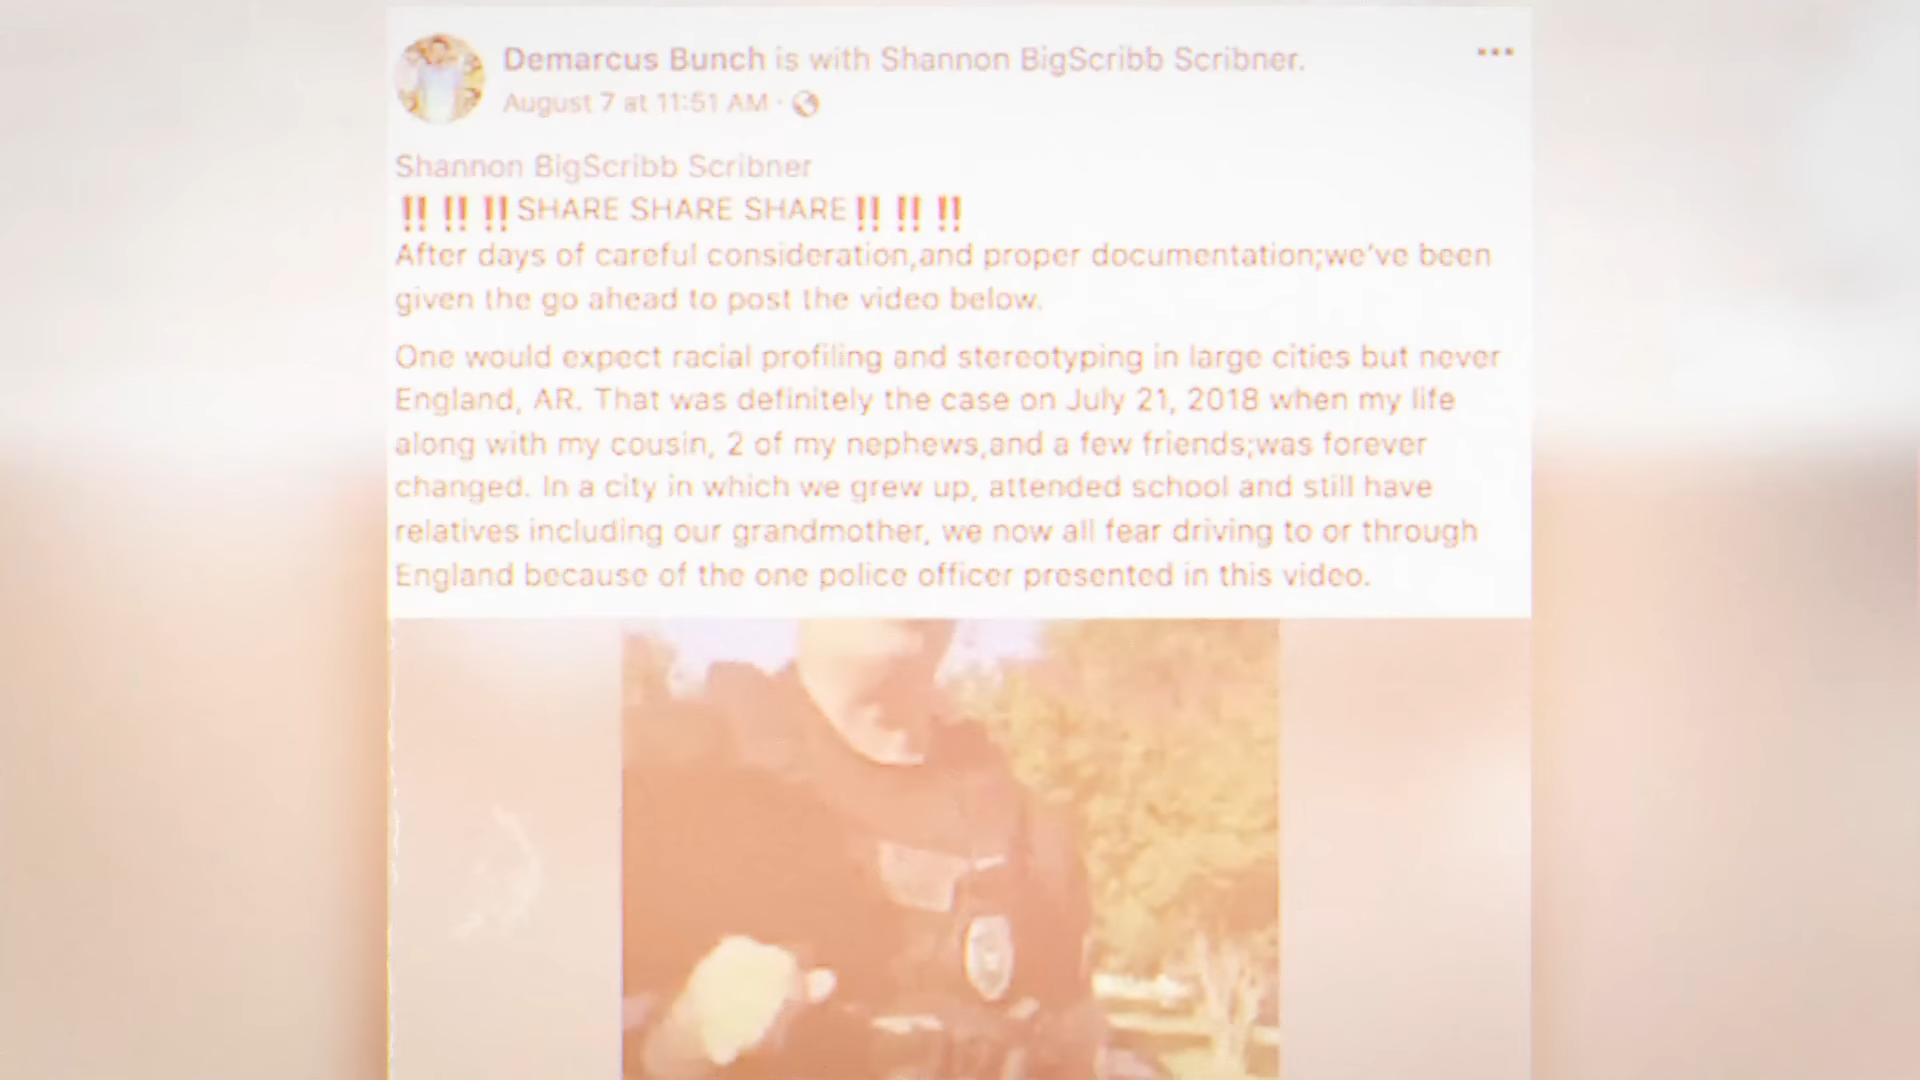 Demarcus Bunch is with Shannon BigScribb Scribner.
August 7 at 11:51 AM ·
Shannon BigScribb Scribner
‼️ ‼️ ‼️SHARE SHARE SHARE‼️ ‼️ ‼️
After days of careful consideration,and proper documentation;we've been
given the go ahead to post the video below.
One would expect racial profiling and stereotyping in large cities but never
England, AR. That was definitely the case on July 21, 2018 when my life
along with my cousin, 2 of my nephews,and a few friends;was forever
changed. In a city in which we grew up, attended school and still have
relatives including our grandmother, we now all fear driving to or through
England because of the one police officer presented in this video.